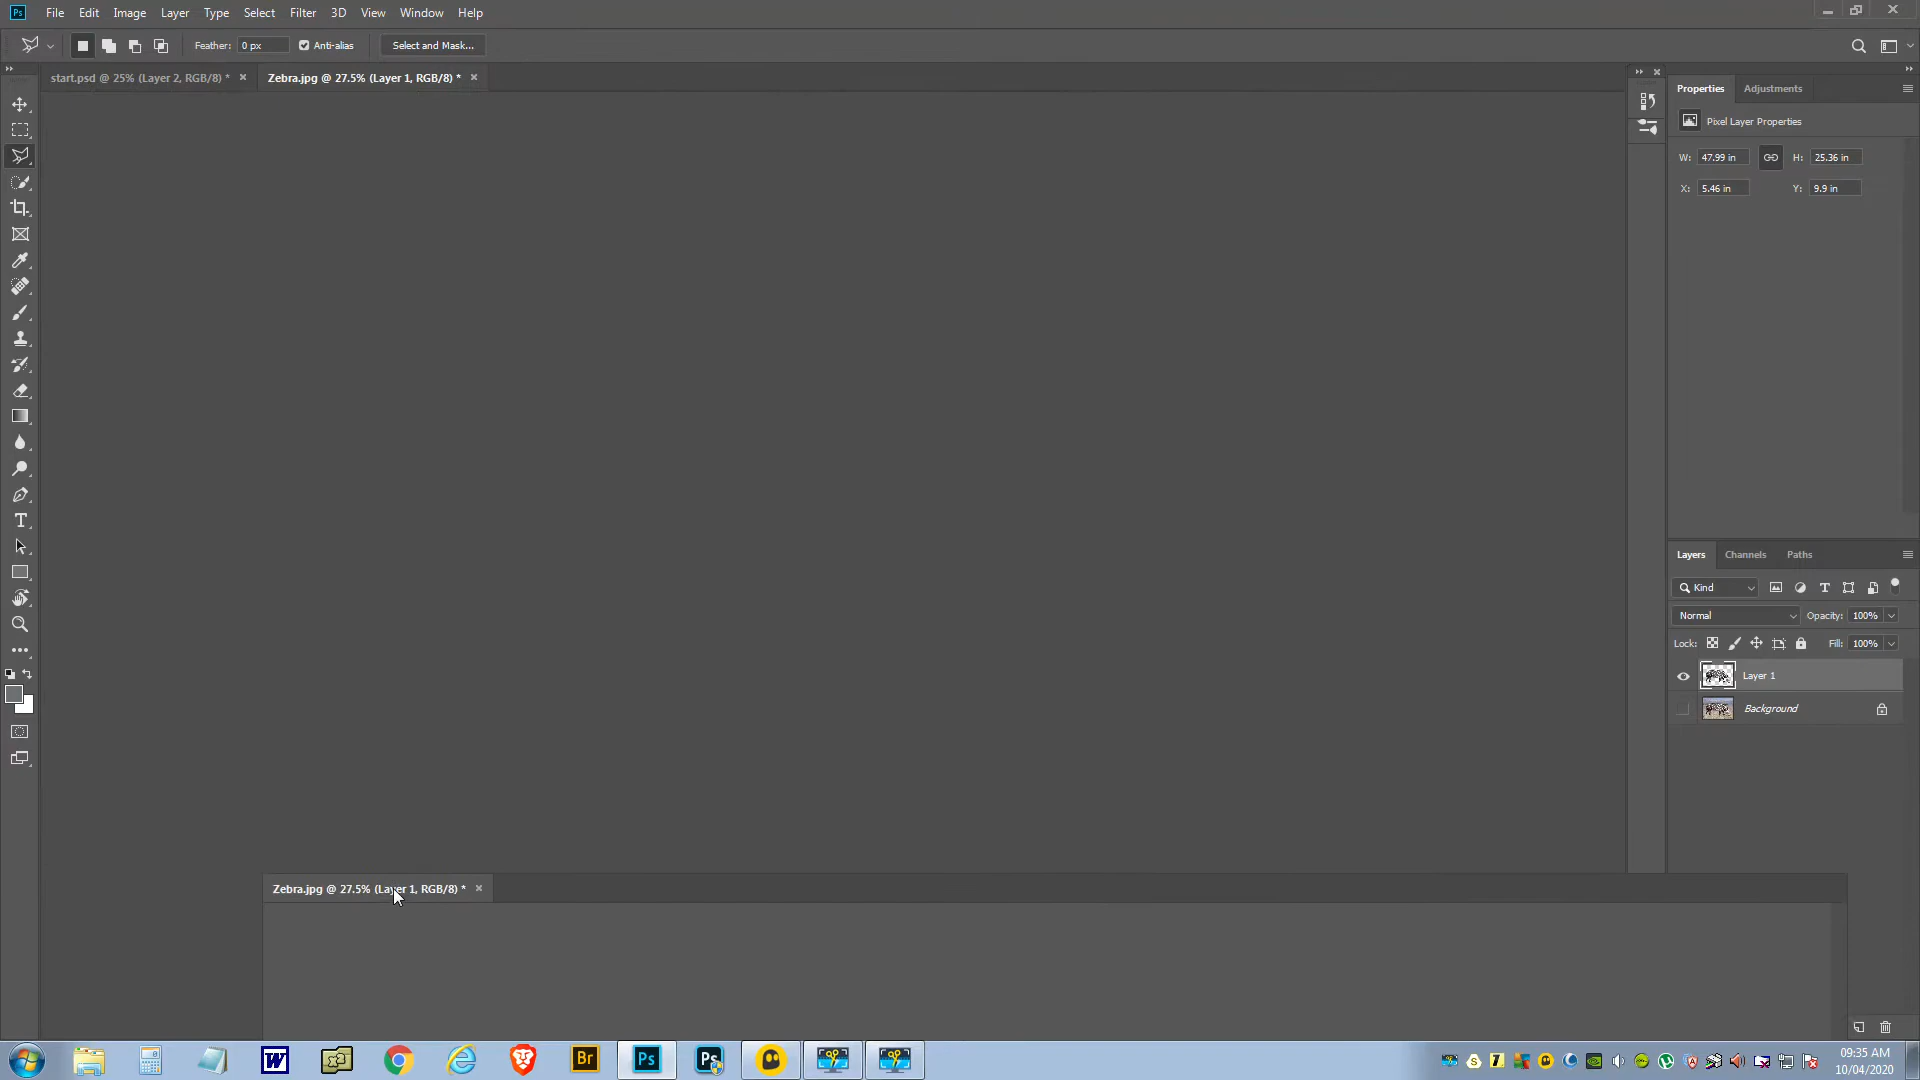 Ps File Edit Image Layer Type Select Filter 3D View Window Help
Feather: 0 px Anti-alias Select and Mask...
start.psd @ 25% (Layer 2, RGB/8) * × Zebra.jpg @ 27.5% (Layer 1, RGB/8) * ×
Properties Adjustments
Pixel Layer Properties
W: 47.99 in H: 25.36 in
X: 5.46 in Y: 9.9 in
Layers Channels Paths
Kind
Normal Opacity: 100%
Lock: Fill: 100%
Layer 1
Background
Zebra.jpg @ 27.5% (Layer 1, RGB/8) * ×
W Br Ps Ps
09:35 AM
10/04/2020